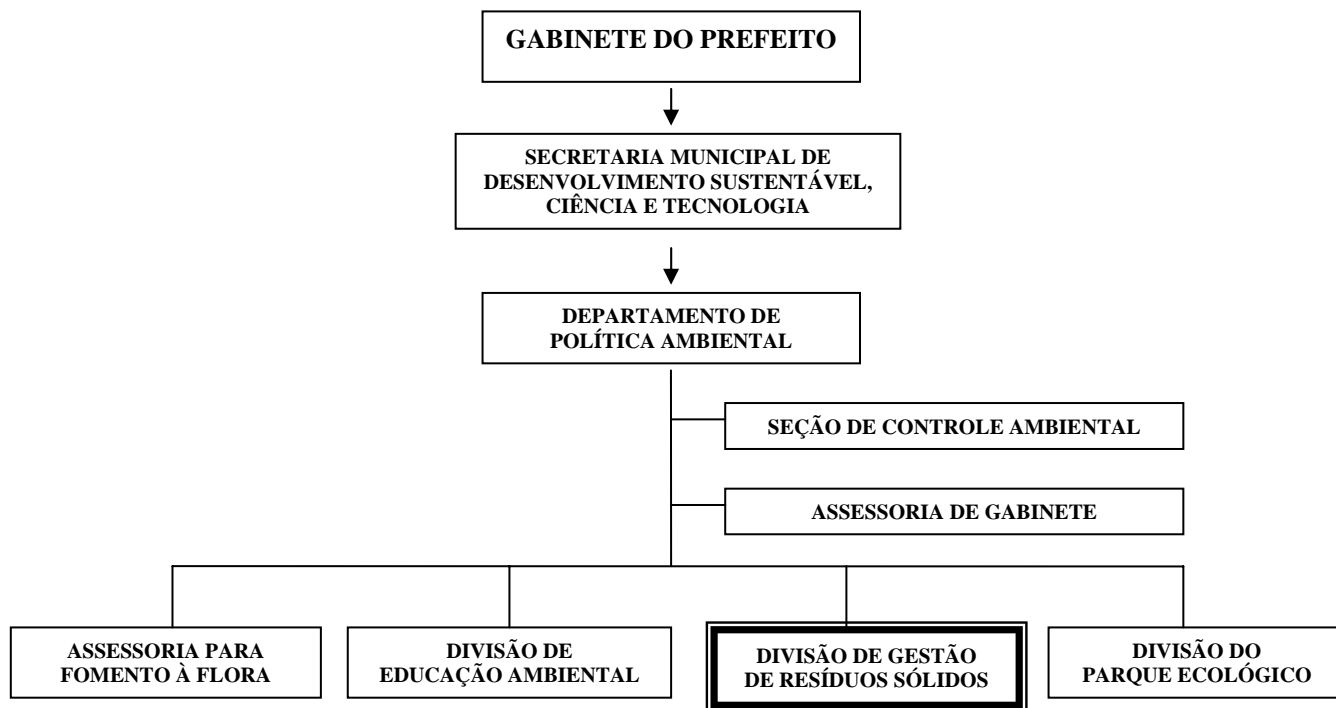 GABINETE DO PREFEITO
SECRETARIA MUNICIPAL DE
DESENVOLVIMENTO SUSTENTÁVEL,
CIÊNCIA E TECNOLOGIA
DEPARTAMENTO DE
POLÍTICA AMBIENTAL
SEÇÃO DE CONTROLE AMBIENTAL
ASSESSORIA DE GABINETE
ASSESSORIA PARA
FOMENTO À FLORA
DIVISÃO DE
EDUCAÇÃO AMBIENTAL
DIVISÃO DE GESTÃO
DE RESÍDUOS SÓLIDOS
DIVISÃO DO
PARQUE ECOLÓGICO